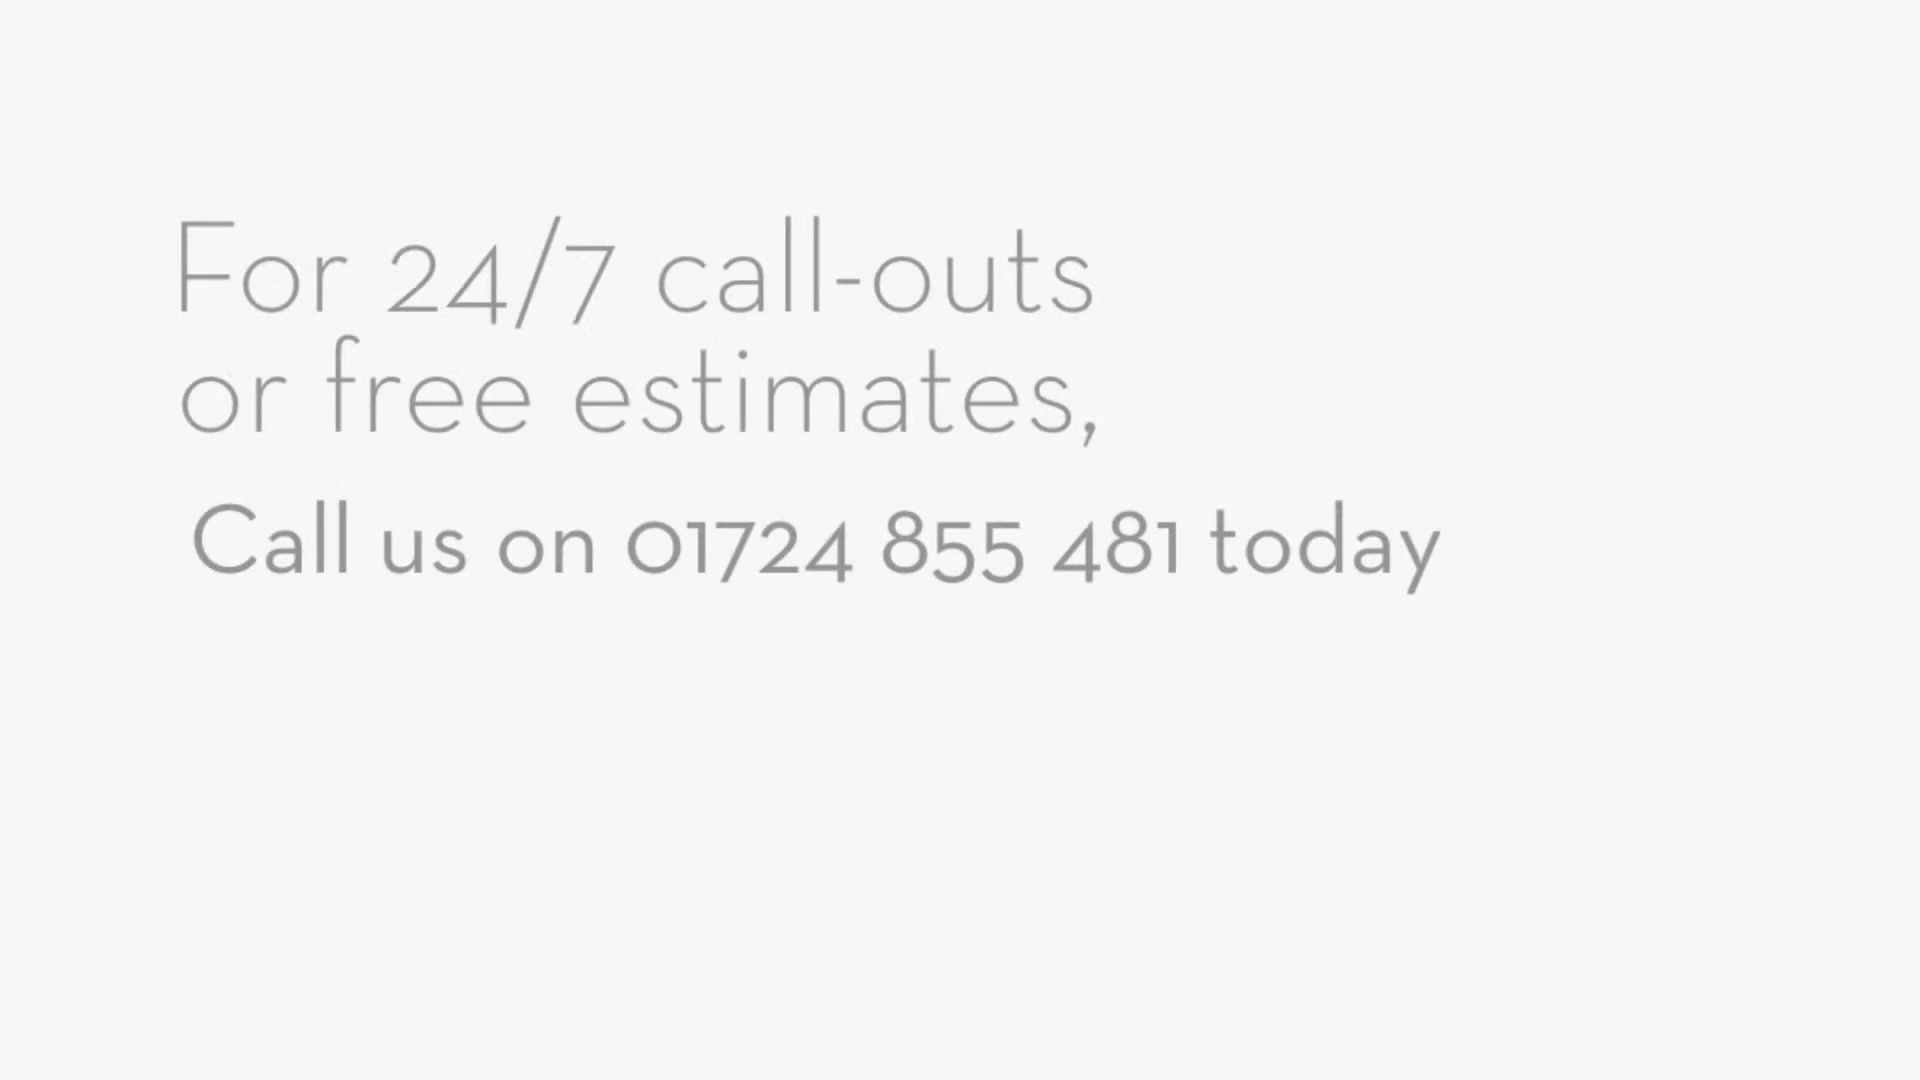 For 24/7 call-outs
or free estimates,
Call us on 01724 855 481 today